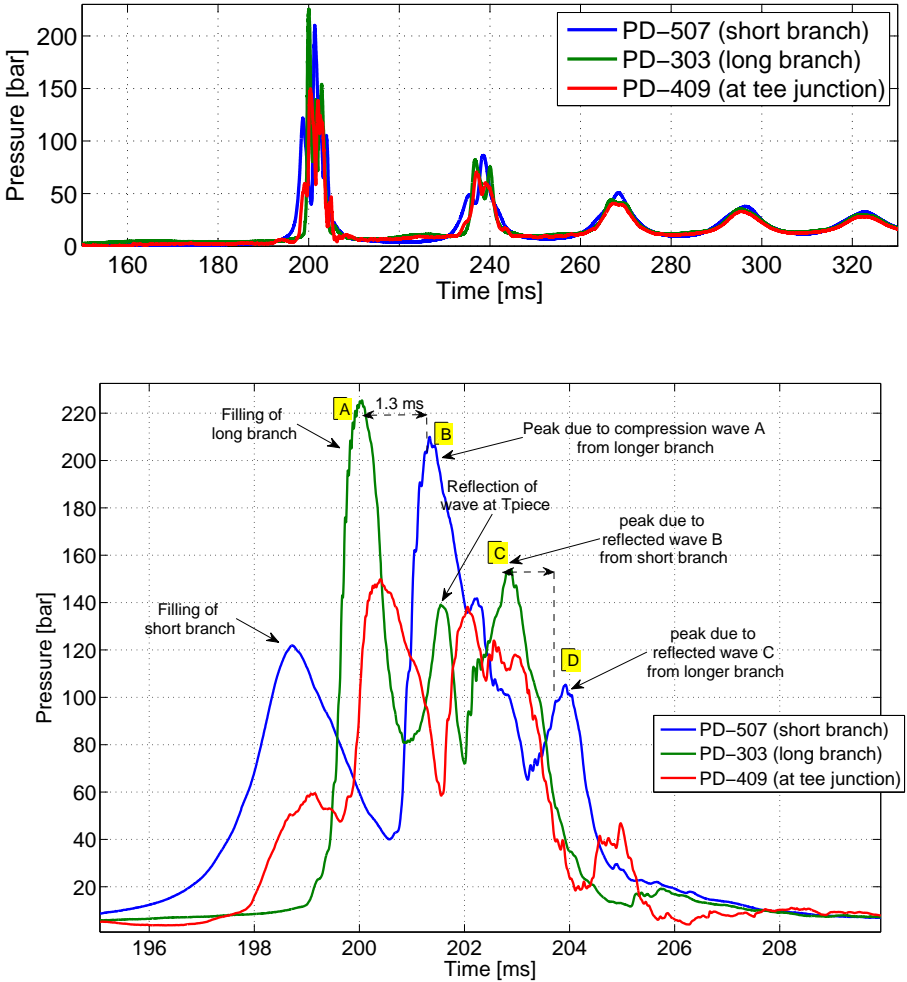 PD−507 (short branch)
PD−303 (long branch)
PD−409 (at tee junction)
Pressure [bar]
200
150
100
50
0
160 180 200 220 240 260 280 300 320
Time [ms]
A
1.3 ms
Filling of
long branch
B
Peak due to compression wave A
from longer branch
Reflection of
wave at Tpiece
C
peak due to
reflected wave B
from short branch
Filling of
short branch
D
peak due to
reflected wave C
from longer branch
PD−507 (short branch)
PD−303 (long branch)
PD−409 (at tee junction)
Pressure [bar]
220
200
180
160
140
120
100
80
60
40
20
196 198 200 202 204 206 208
Time [ms]